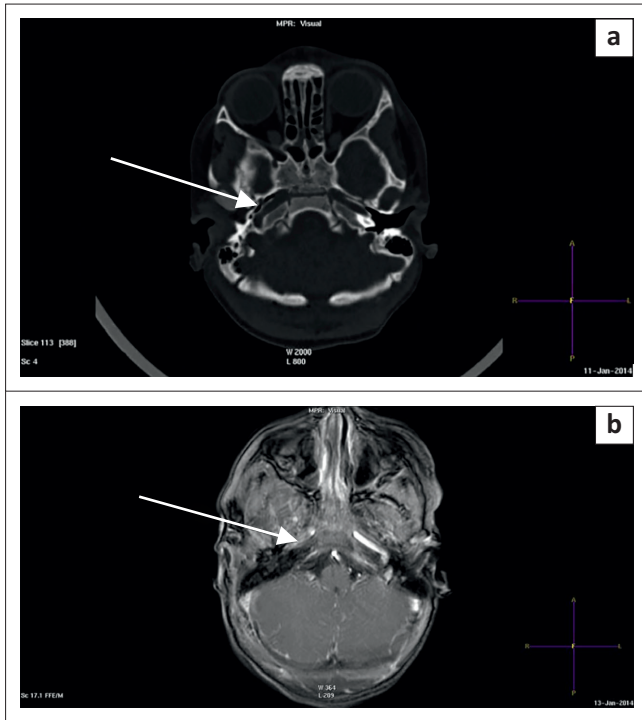 MPR: Visual
a
A
R F L
P
Slice 113 [388]
Sc 4
W 2000
L 800
11-Jan-2014
MPR: Visual
b
A
R F L
P
Sc 17.1 FFE/M
W 364
L 209
13-Jan-2014